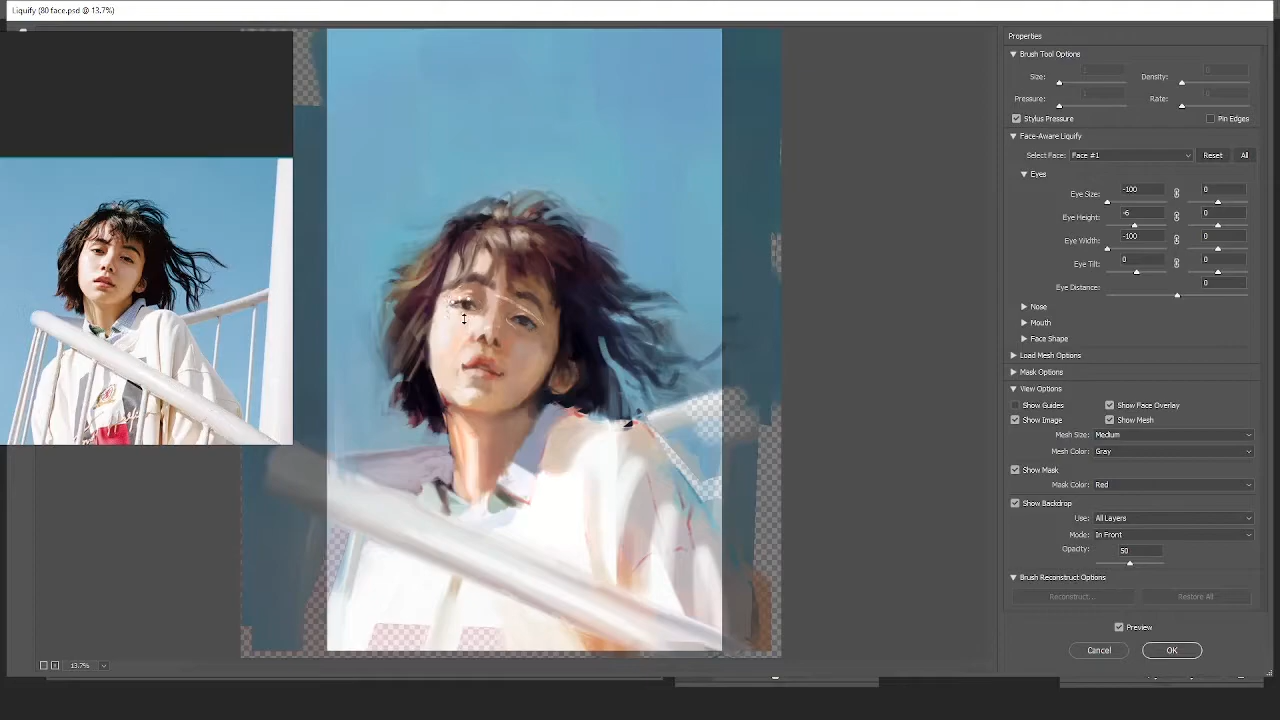 Liquify (80 face.psd @ 13.7%)
Properties
Brush Tool Options
Size: 1 Density: 0
Pressure: 1 Rate: 0
Stylus Pressure Pin Edges
Face-Aware Liquify
Select Face: Face #1 Reset All
Eyes
Eye Size: -100 0
Eye Height: -6 0
Eye Width: -100 0
Eye Tilt: 0 0
Eye Distance: 0
Nose
Mouth
Face Shape
Load Mesh Options
Mask Options
View Options
Show Guides Show Face Overlay
Show Image Show Mesh
Mesh Size: Medium
Mesh Color: Gray
Show Mask
Mask Color: Red
Show Backdrop
Use: All Layers
Mode: In Front
Opacity: 50
Brush Reconstruct Options
Reconstruct... Restore All
Preview
Cancel OK
13.7%